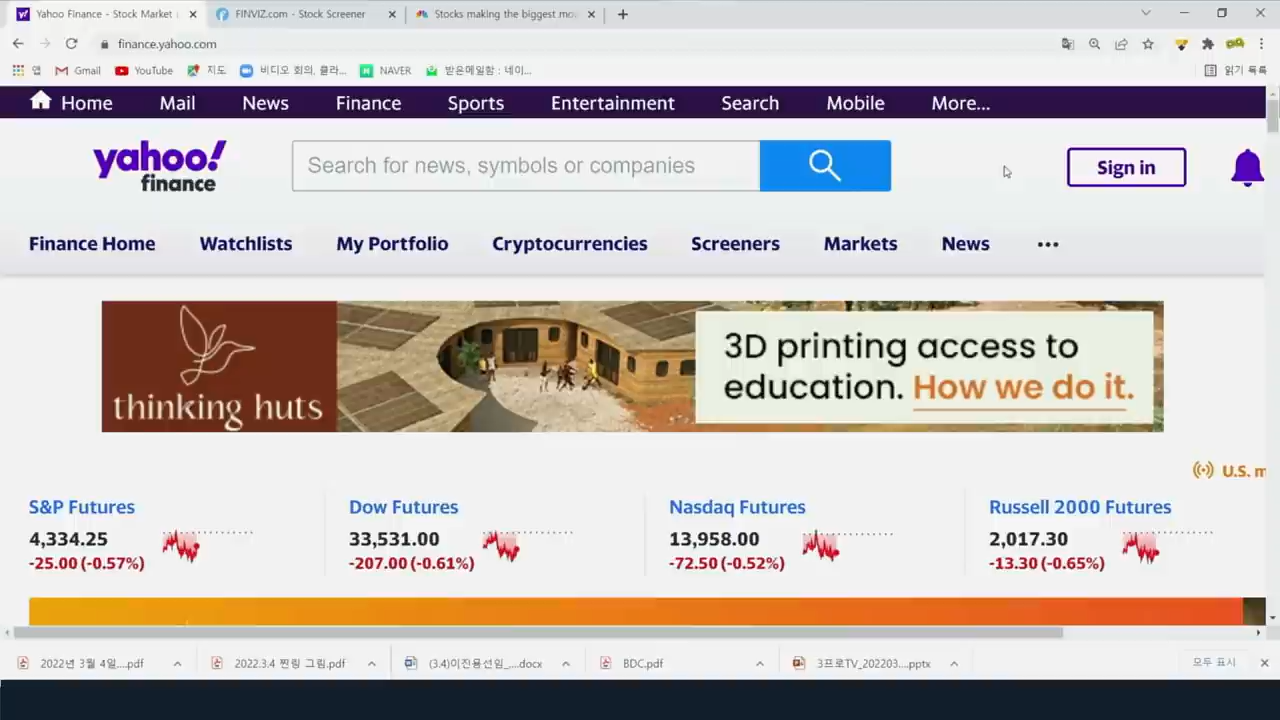 Yahoo Finance - Stock Market
FINVIZ.com - Stock Screener
Stocks making the biggest mo
finance.yahoo.com
앱
Gmail
YouTube
지도
비디오 회의, 클라...
NAVER
받은메일함 : 네이...
읽기 목록
Home
Mail
News
Finance
Sports
Entertainment
Search
Mobile
More...
yahoo!
finance
Search for news, symbols or companies
Sign in
Finance Home
Watchlists
My Portfolio
Cryptocurrencies
Screeners
Markets
News
•••
thinking huts
3D printing access to
education. How we do it.
U.S. m
S&P Futures
4,334.25
-25.00 (-0.57%)
Dow Futures
33,531.00
-207.00 (-0.61%)
Nasdaq Futures
13,958.00
-72.50 (-0.52%)
Russell 2000 Futures
2,017.30
-13.30 (-0.65%)
2022년 3월 4일....pdf
2022.3.4 찐링 그림.pdf
(3.4)이진용선임_....docx
BDC.pdf
3프로TV_202203....pptx
모두 표시